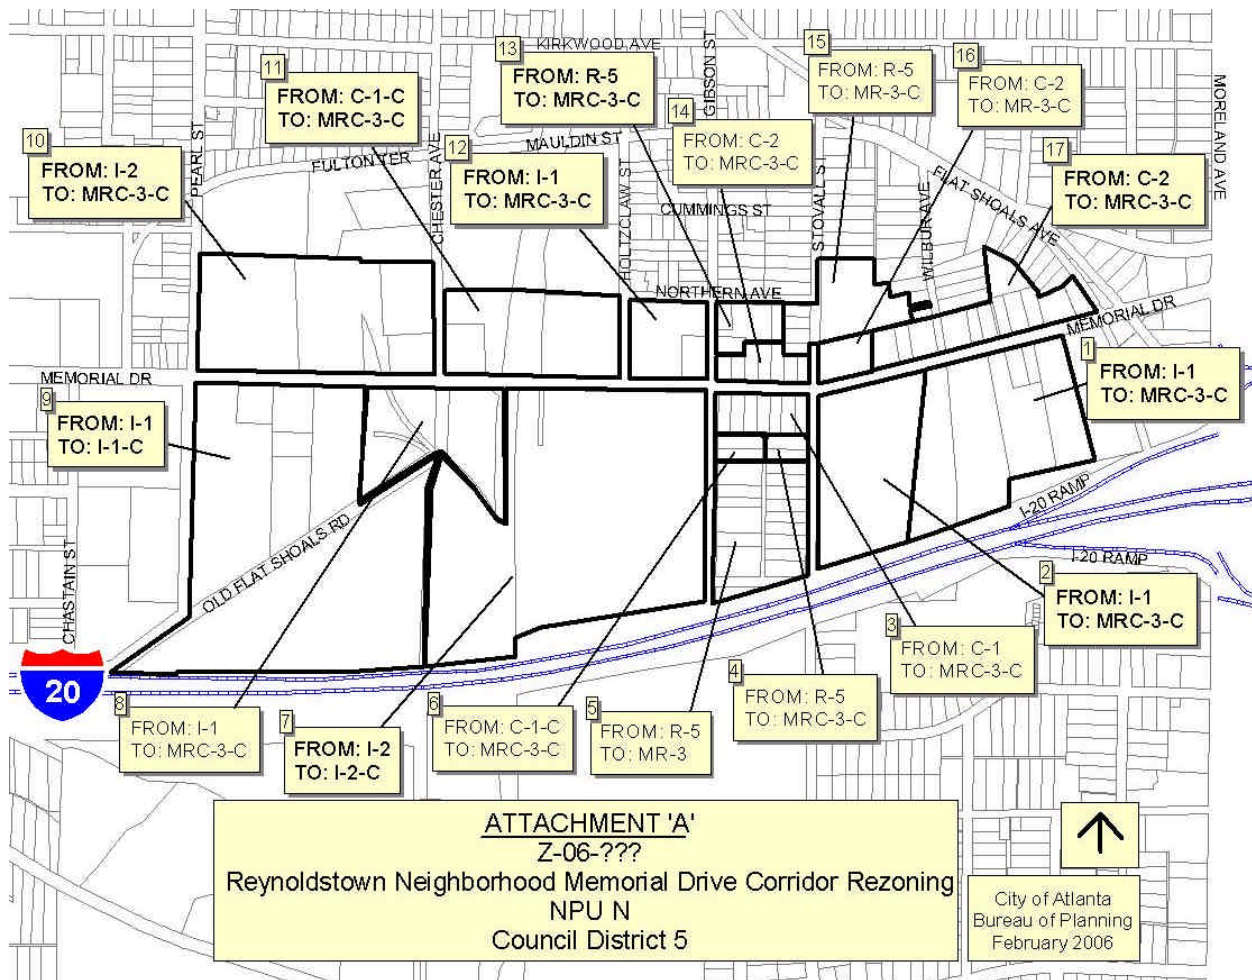 KIRKWOOD AVE
GIBSON ST
MORELAND AVE
13
FROM: R-5
TO: MRC-3-C
15
FROM: R-5
TO: MR-3-C
16
FROM: C-2
TO: MR-3-C
11
FROM: C-1-C
TO: MRC-3-C
14
FROM: C-2
TO: MRC-3-C
10
FROM: I-2
TO: MRC-3-C
PEARL ST
FULTON TER
CHESTER AVE
MAULDIN ST
12
FROM: I-1
TO: MRC-3-C
HOLTZCLAW ST
CUMMINGS ST
STOVALL ST
WILBUR AVE
FLAT SHOALS AVE
17
FROM: C-2
TO: MRC-3-C
NORTHERN AVE
MEMORIAL DR
MEMORIAL DR
1
FROM: I-1
TO: MRC-3-C
9
FROM: I-1
TO: I-1-C
OLD FLAT SHOALS RD
CHASTAIN ST
I-20 RAMP
I-20 RAMP
2
FROM: I-1
TO: MRC-3-C
3
FROM: C-1
TO: MRC-3-C
20
8
FROM: I-1
TO: MRC-3-C
7
FROM: I-2
TO: I-2-C
6
FROM: C-1-C
TO: MRC-3-C
5
FROM: R-5
TO: MR-3
4
FROM: R-5
TO: MRC-3-C
ATTACHMENT 'A'
Z-06-???
Reynoldstown Neighborhood Memorial Drive Corridor Rezoning
NPU N
Council District 5
City of Atlanta
Bureau of Planning
February 2006